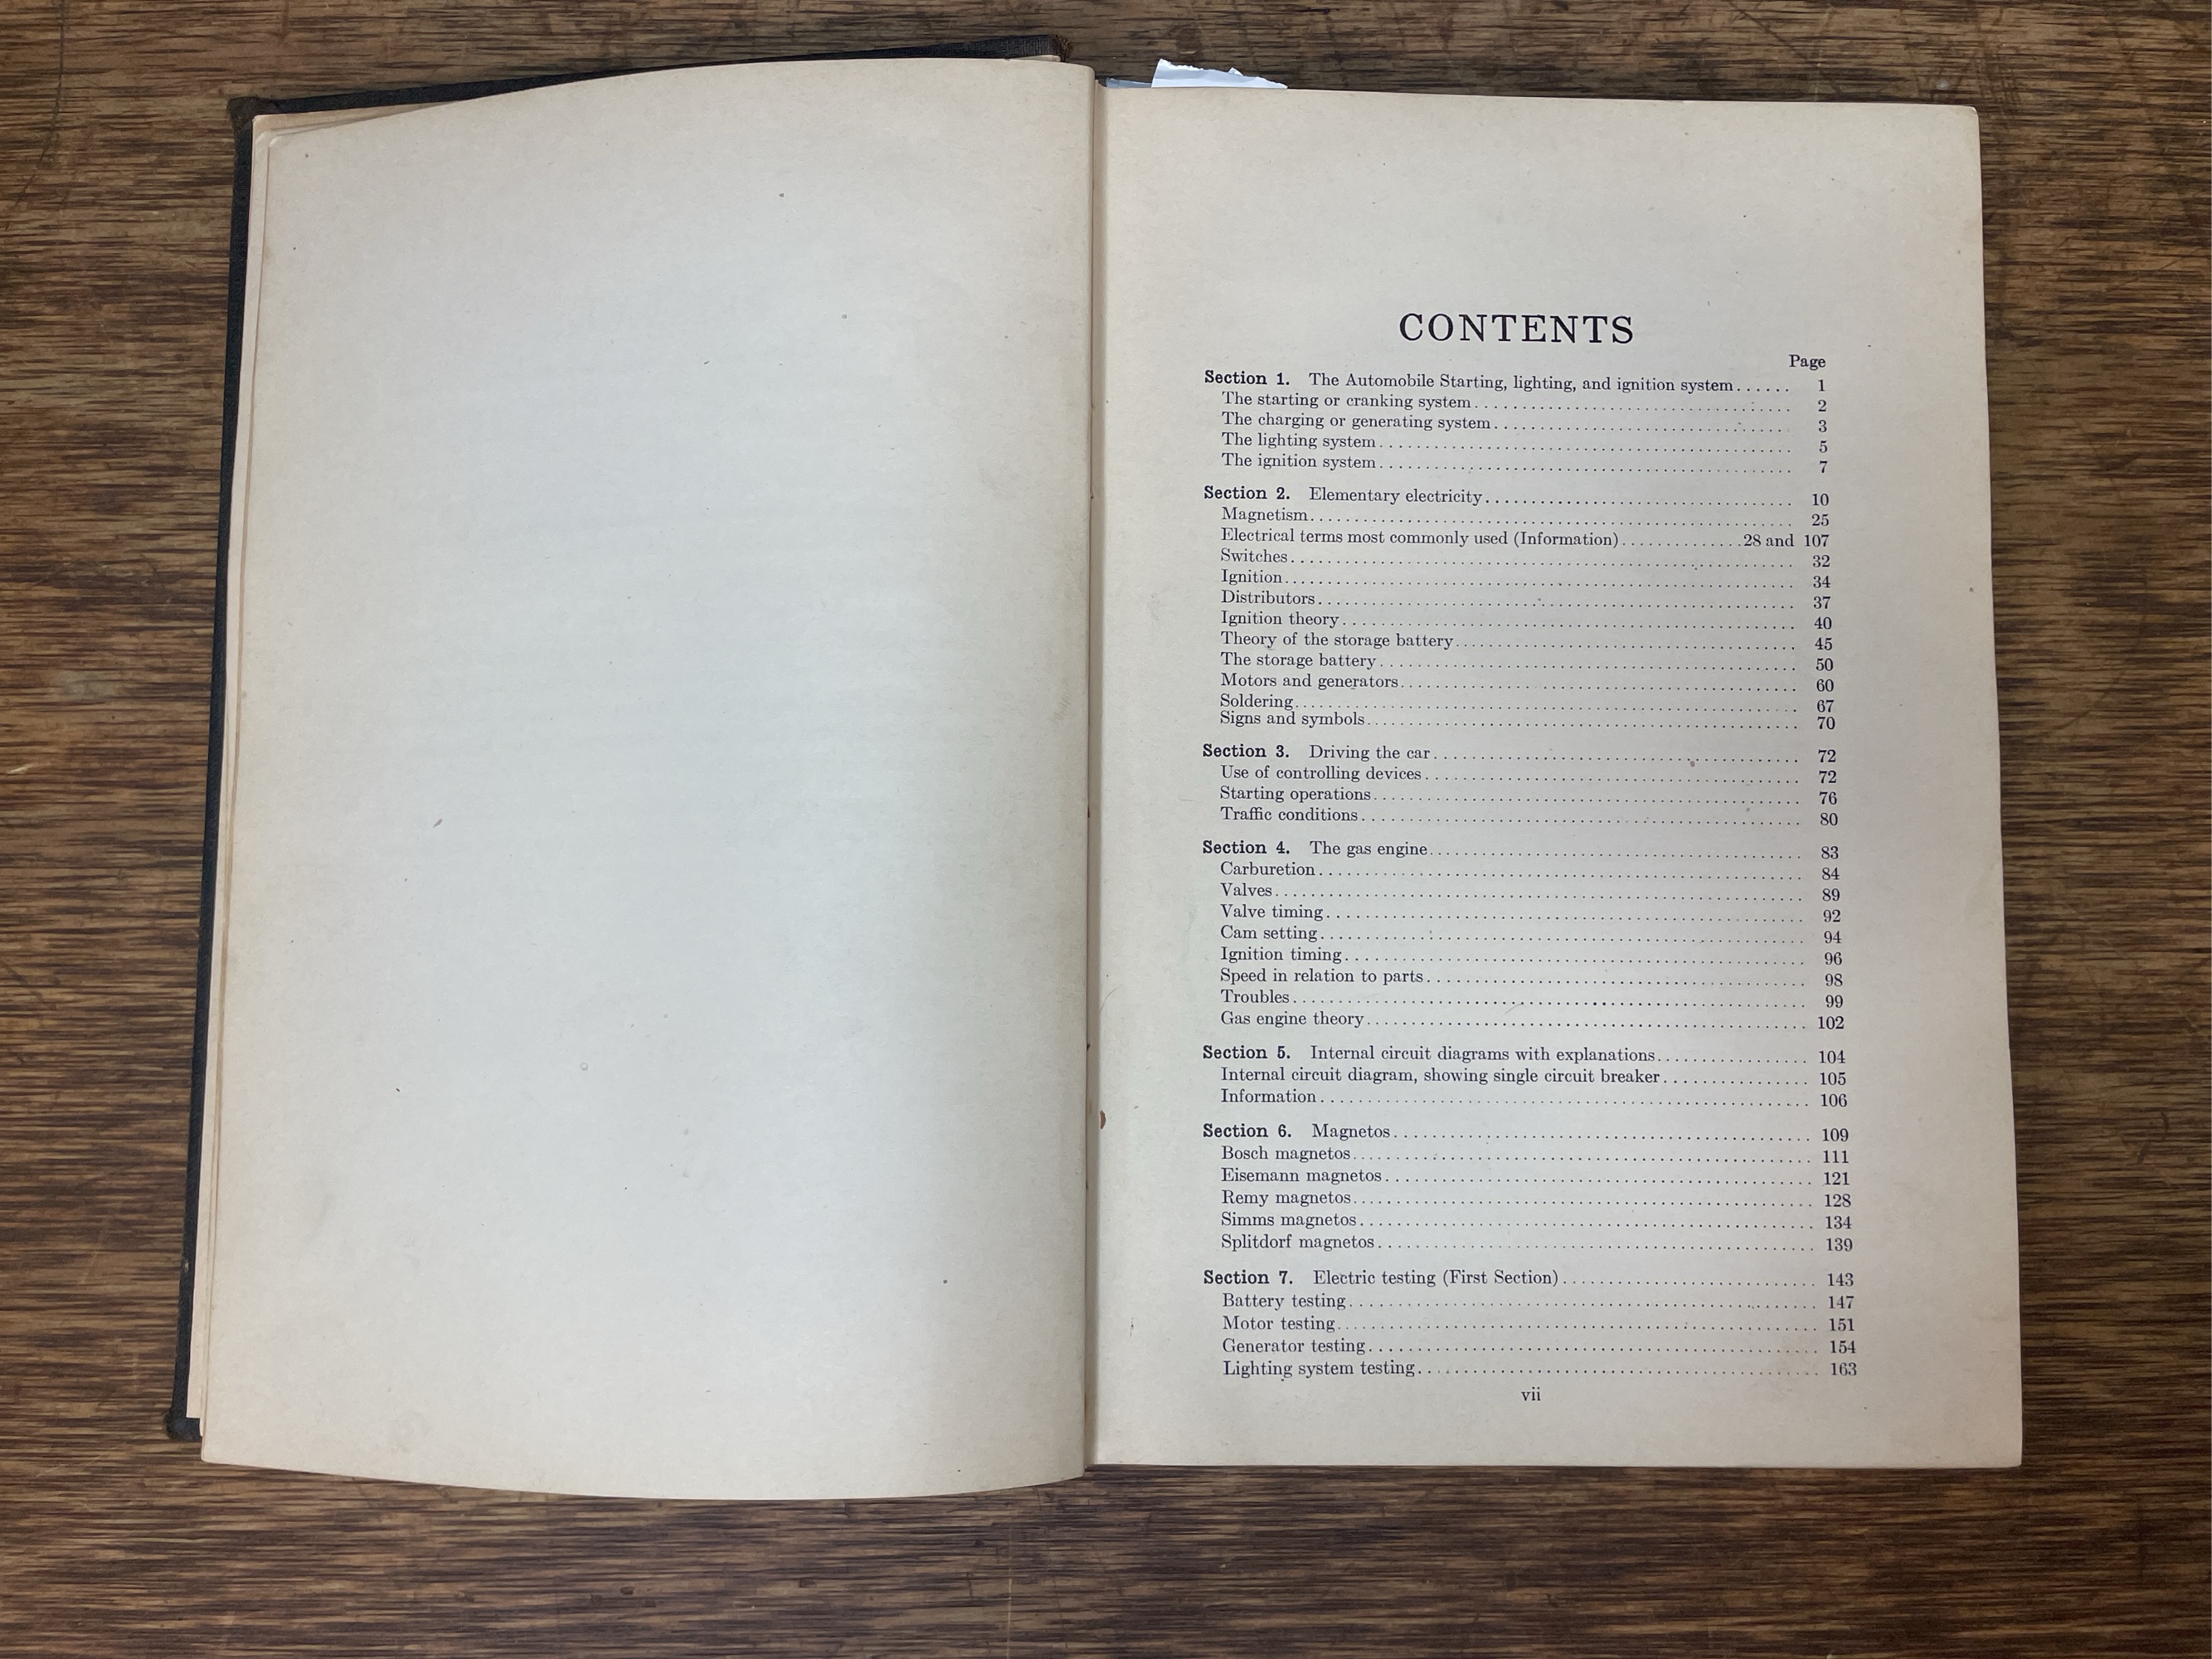 CONTENTS
Page
Section 1. The Automobile Starting, lighting, and ignition system...... 1
The starting or cranking system........................................ 2
The charging or generating system..................................... 3
The lighting system.................................................... 5
The ignition system.................................................... 7
Section 2. Elementary electricity...................................... 10
Magnetism.............................................................. 25
Electrical terms most commonly used (Information).............28 and 107
Switches............................................................... 32
Ignition............................................................... 34
Distributors........................................................... 37
Ignition theory........................................................ 40
Theory of the storage battery.......................................... 45
The storage battery.................................................... 50
Motors and generators.................................................. 60
Soldering.............................................................. 67
Signs and symbols...................................................... 70
Section 3. Driving the car............................................. 72
Use of controlling devices............................................. 72
Starting operations.................................................... 76
Traffic conditions..................................................... 80
Section 4. The gas engine.............................................. 83
Carburetion............................................................ 84
Valves................................................................. 89
Valve timing........................................................... 92
Cam setting............................................................ 94
Ignition timing........................................................ 96
Speed in relation to parts............................................. 98
Troubles............................................................... 99
Gas engine theory...................................................... 102
Section 5. Internal circuit diagrams with explanations................. 104
Internal circuit diagram, showing single circuit breaker............... 105
Information............................................................ 106
Section 6. Magnetos.................................................... 109
Bosch magnetos......................................................... 111
Eisemann magnetos...................................................... 121
Remy magnetos.......................................................... 128
Simms magnetos......................................................... 134
Splitdorf magnetos..................................................... 139
Section 7. Electric testing (First Section)............................ 143
Battery testing........................................................ 147
Motor testing.......................................................... 151
Generator testing...................................................... 154
Lighting system testing................................................ 163
vii